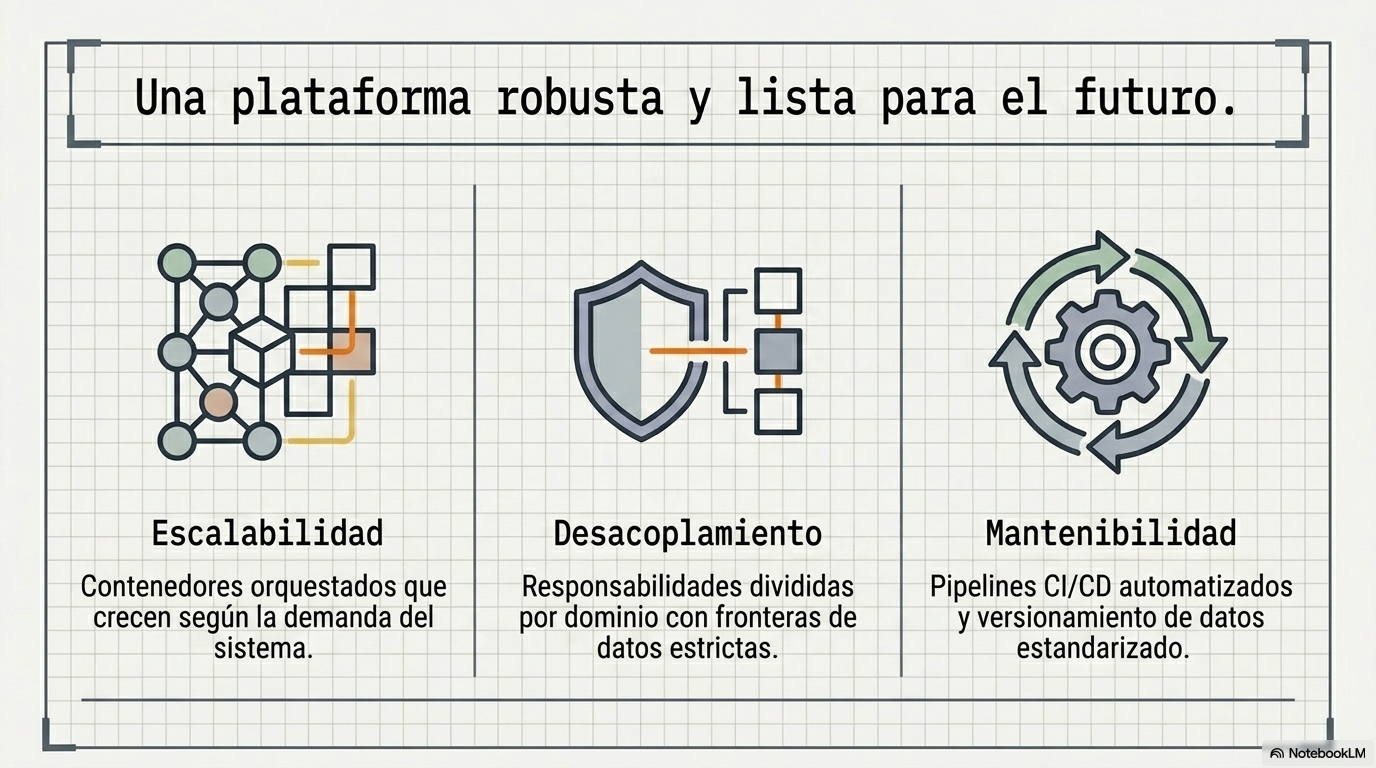 Una plataforma robusta y lista para el futuro.
Escalabilidad
Contenedores orquestados que
crecen según la demanda del
sistema.
Desacoplamiento
Responsabilidades divididas
por dominio con fronteras de
datos estrictas.
Mantenibilidad
Pipelines CI/CD automatizados
y versionamiento de datos
estandarizado.
NotebookLM